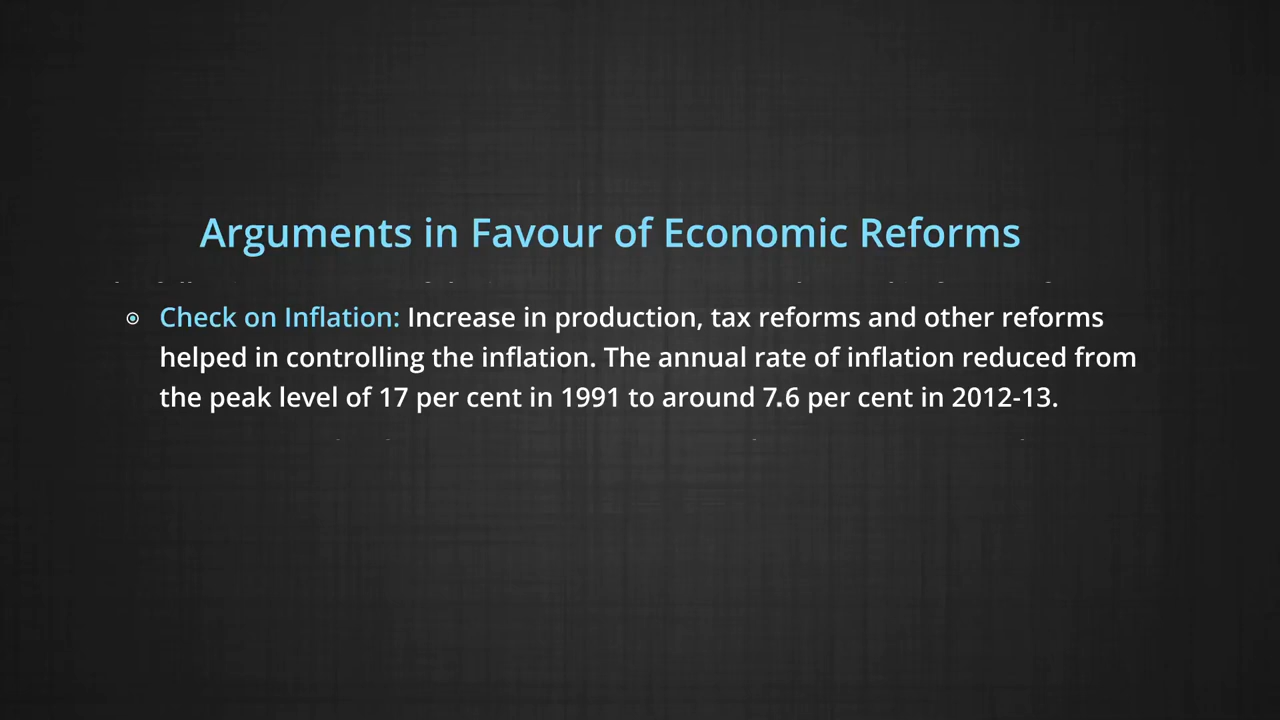 Arguments in Favour of Economic Reforms
Check on Inflation: Increase in production, tax reforms and other reforms
helped in controlling the inflation. The annual rate of inflation reduced from
the peak level of 17 per cent in 1991 to around 7.6 per cent in 2012-13.